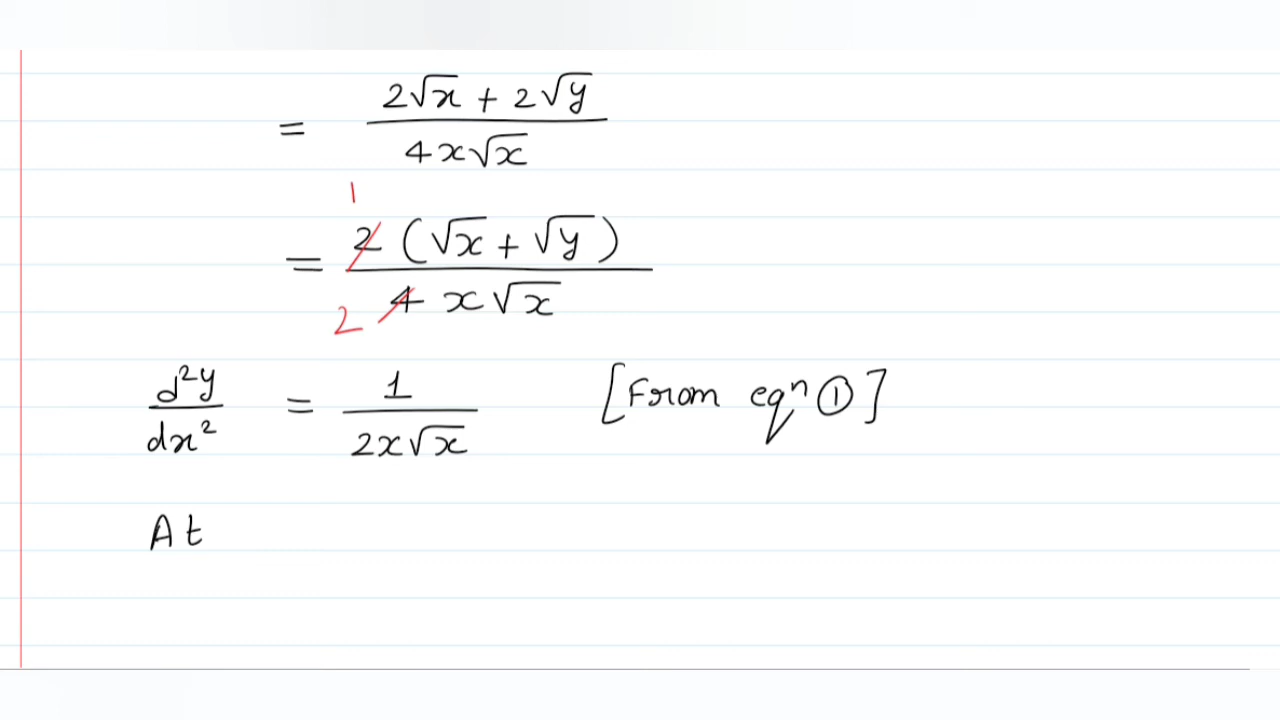 = (2√x + 2√y) / (4x√x)
= 2 (√x + √y) / (4 x√x) 1 2
d²y/dx² = 1 / (2x√x) [From eqⁿ ①]
At